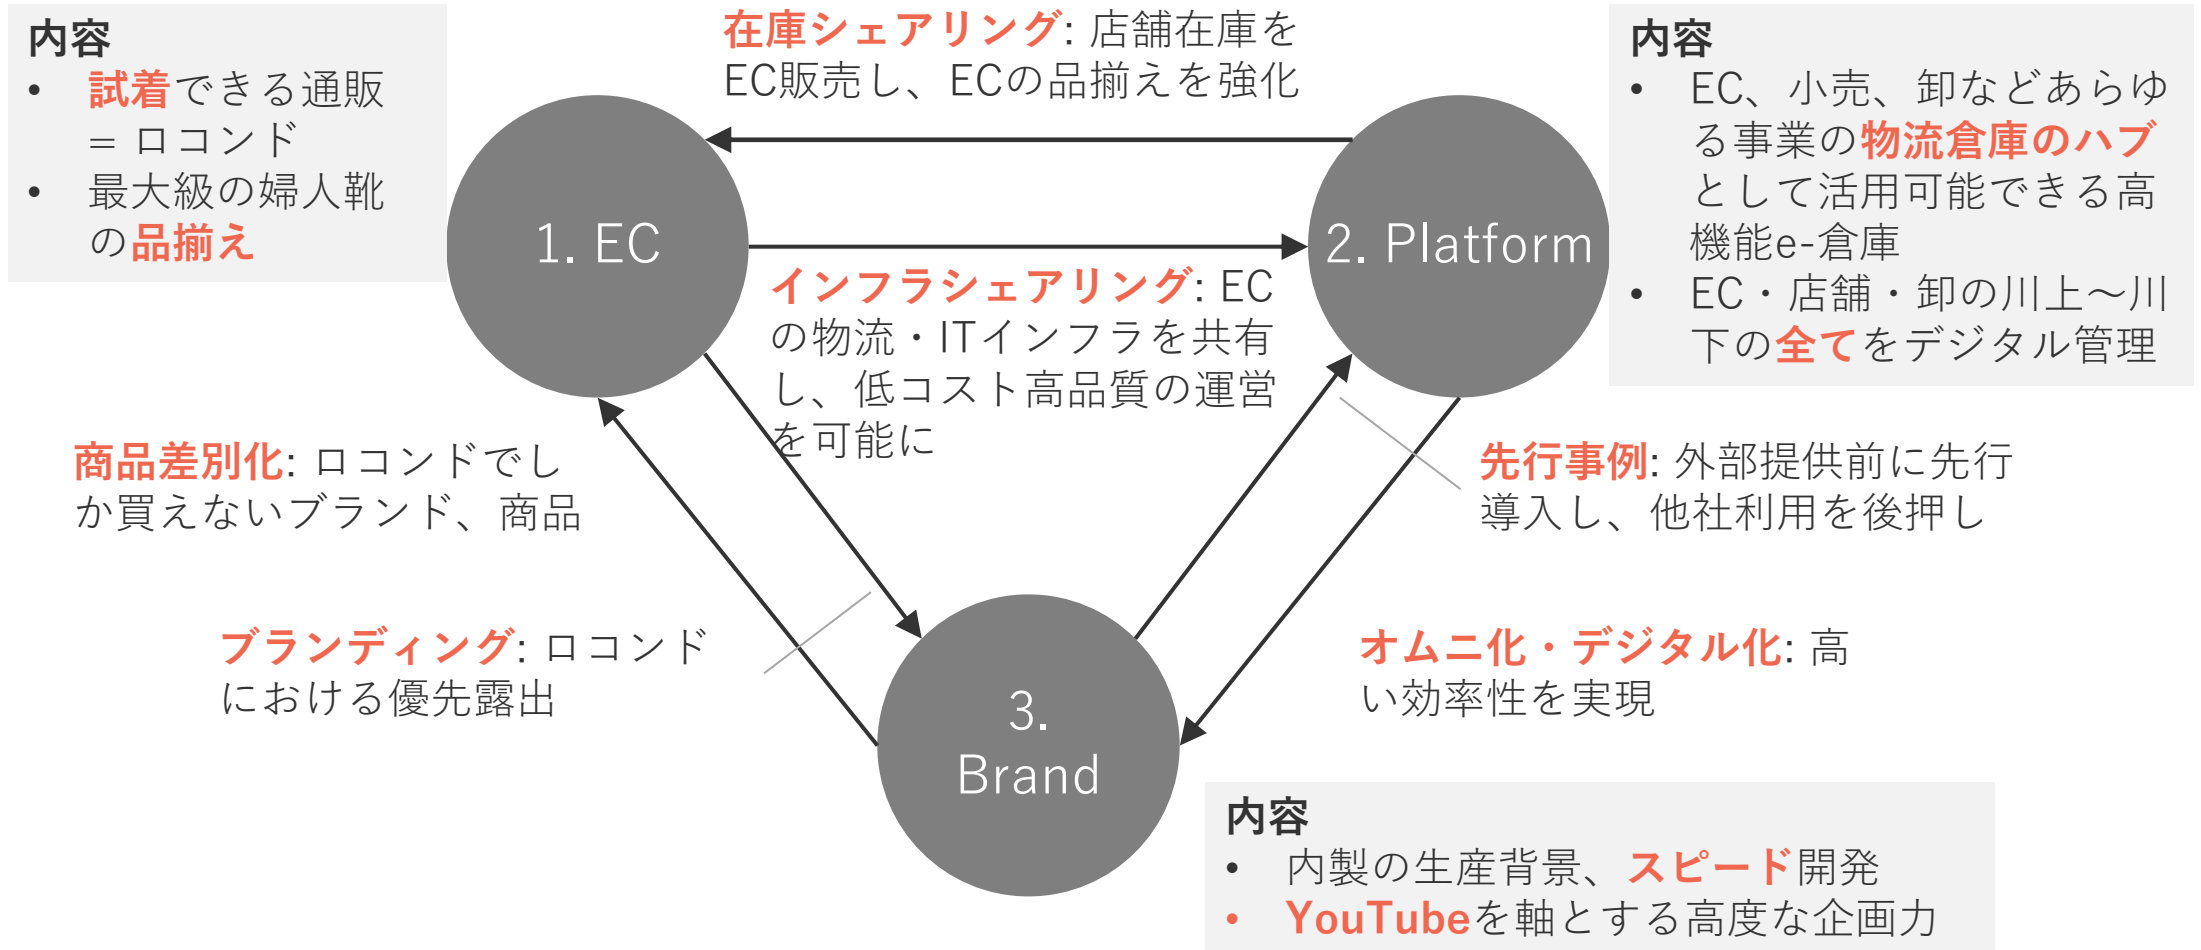 内容
• 試着できる通販
= ロコンド
• 最大級の婦人靴
の品揃え
在庫シェアリング: 店舗在庫を
EC販売し、ECの品揃えを強化
内容
• EC、小売、卸などあらゆ
る事業の物流倉庫のハブ
として活用可能できる高
機能e-倉庫
• EC・店舗・卸の川上～川
下の全てをデジタル管理
1. EC
2. Platform
インフラシェアリング: EC
の物流・ITインフラを共有
し、低コスト高品質の運営
を可能に
商品差別化: ロコンドでし
か買えないブランド、商品
先行事例: 外部提供前に先行
導入し、他社利用を後押し
ブランディング: ロコンド
における優先露出
オムニ化・デジタル化: 高
い効率性を実現
3.
Brand
内容
• 内製の生産背景、スピード開発
• YouTubeを軸とする高度な企画力